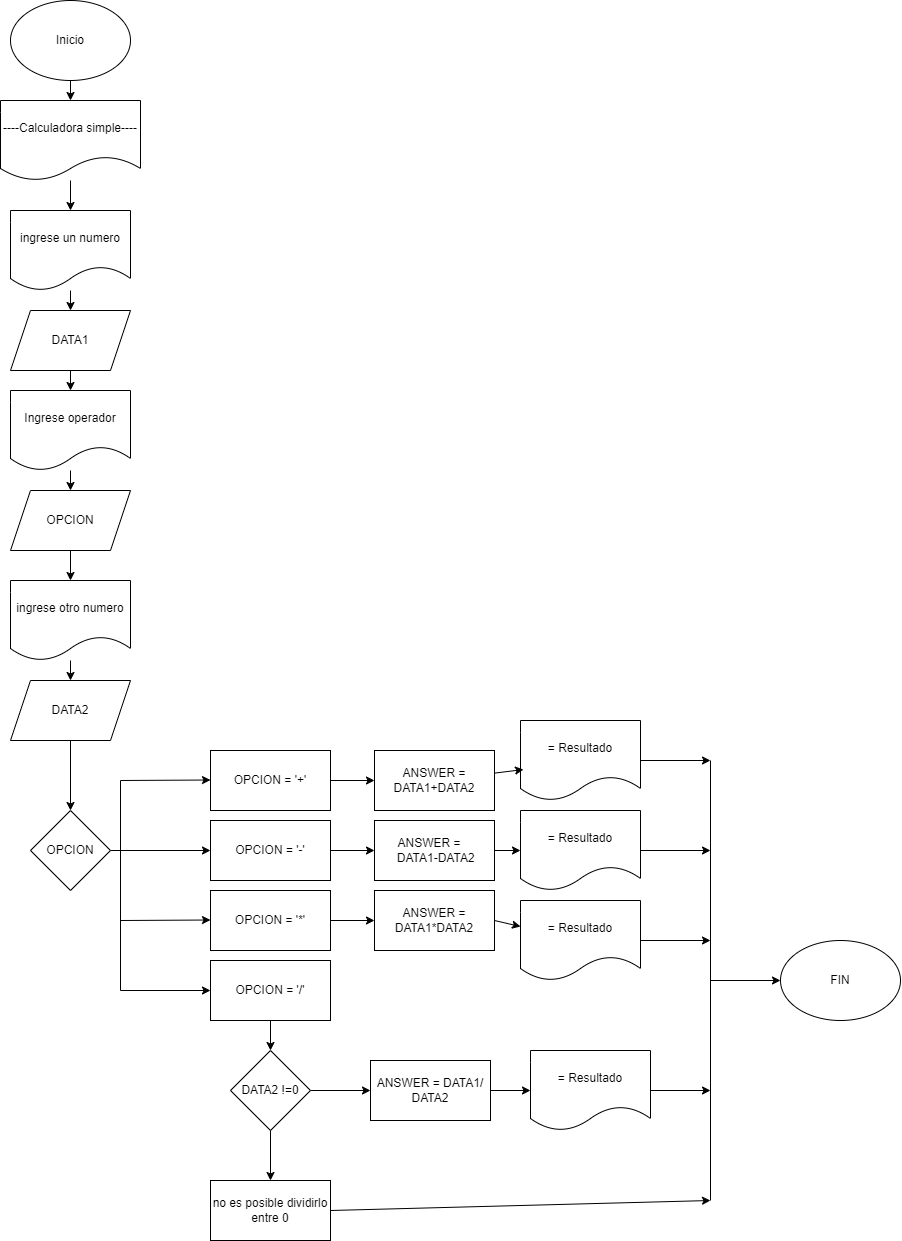 Inicio
----Calculadora simple----
ingrese un numero
DATA1
Ingrese operador
OPCION
ingrese otro numero
DATA2
OPCION
OPCION = '+'
ANSWER =
DATA1+DATA2
= Resultado
OPCION = '-'
ANSWER =
DATA1-DATA2
= Resultado
OPCION = '*'
ANSWER =
DATA1*DATA2
= Resultado
OPCION = '/'
FIN
DATA2 !=0
ANSWER = DATA1/
DATA2
= Resultado
no es posible dividirlo
entre 0